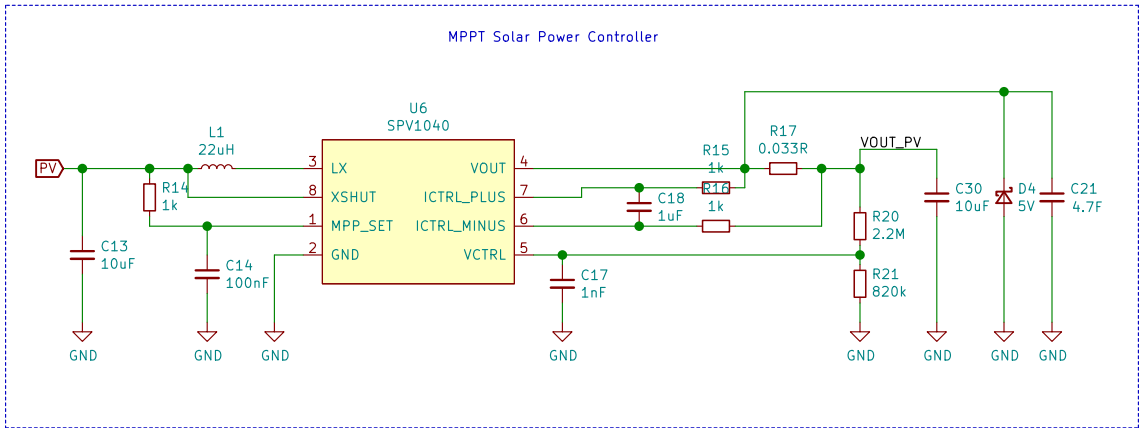 MPPT Solar Power Controller
U6
SPV1040
L1
22uH
R17
0.033R
VOUT_PV
R15
1k
PV
3 LX
VOUT 4
R14
1k
8 XSHUT
ICTRL_PLUS 7
R16
1k
C18
1uF
C30
10uF
D4
5V
C21
4.7F
1 MPP_SET
ICTRL_MINUS 6
R20
2.2M
C13
10uF
2 GND
VCTRL 5
C14
100nF
C17
1nF
R21
820k
GND
GND
GND
GND
GND
GND
GND
GND